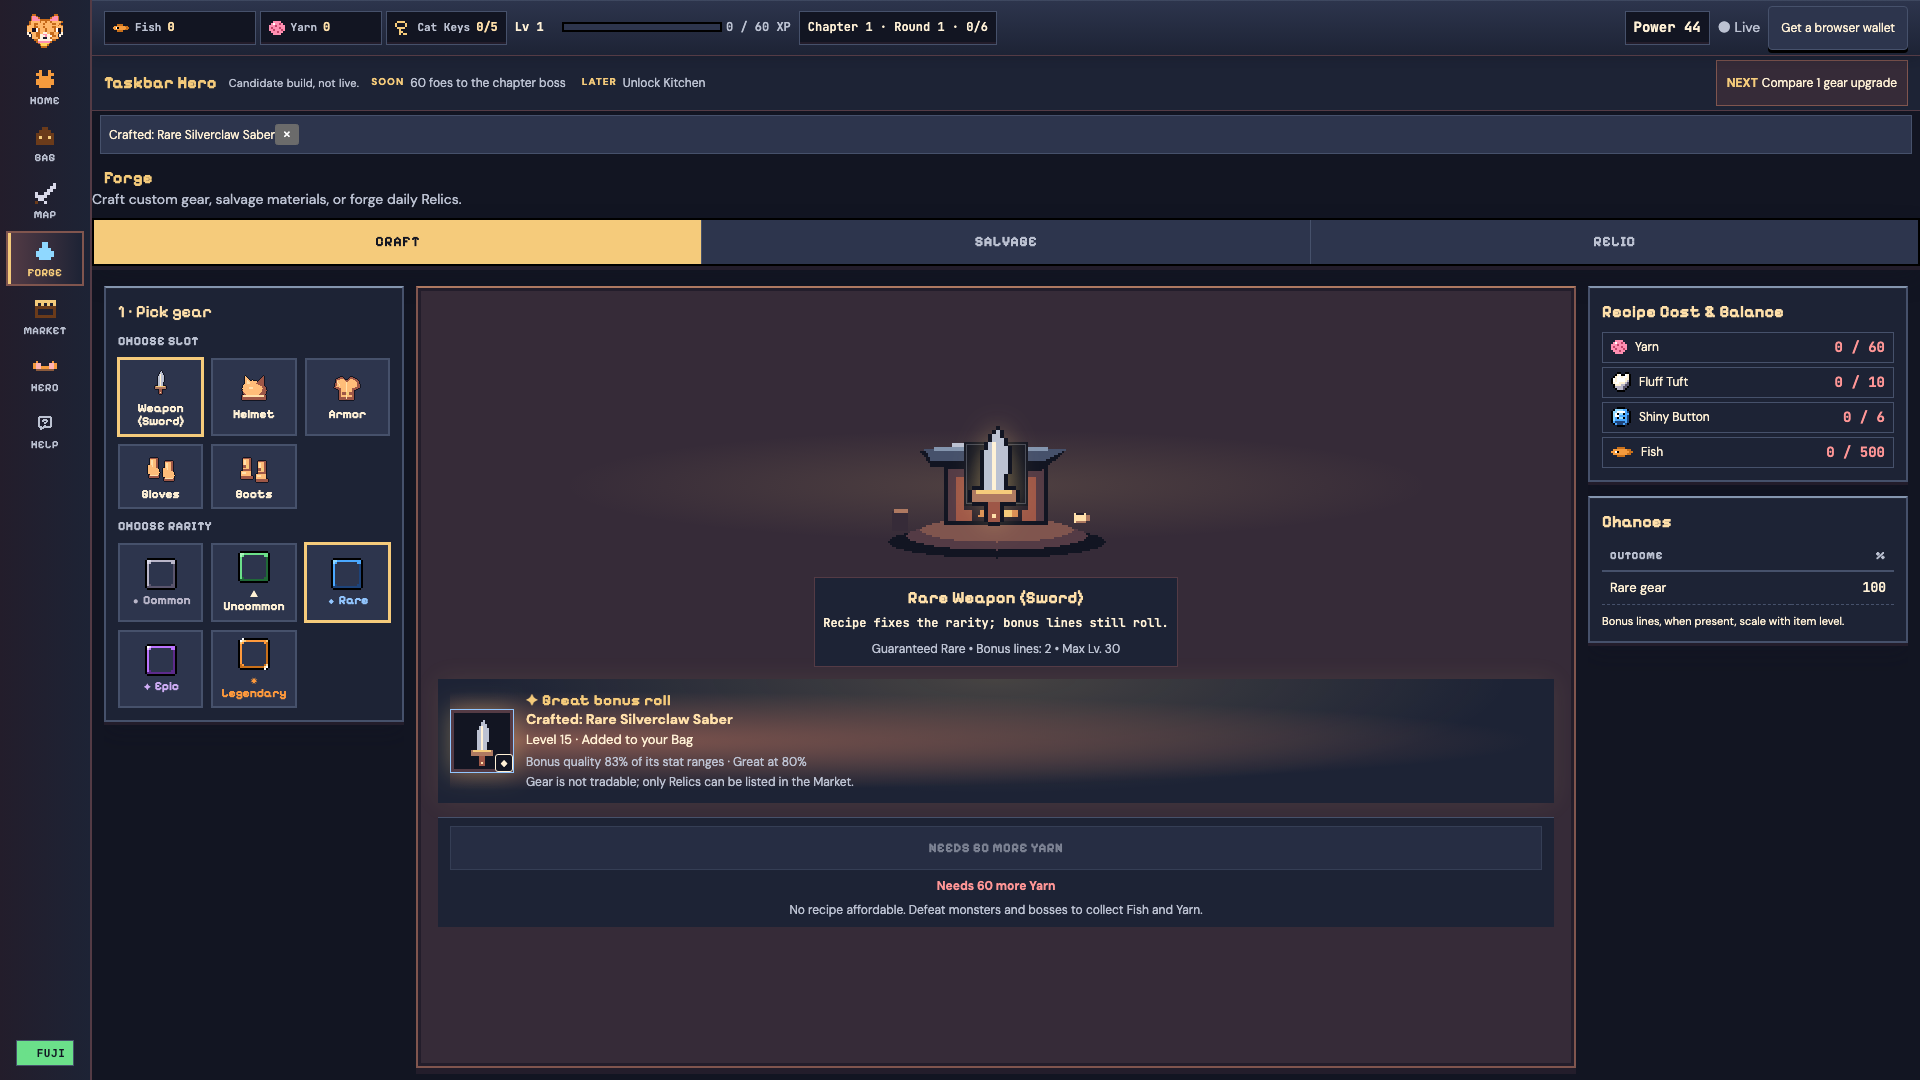 Fish 0
Yarn 0
Cat Keys 0/5
Lv 1
0 / 60 XP
Chapter 1 · Round 1 · 0/6
Power 44
Live
Get a browser wallet
HOME
BAG
MAP
FORGE
MARKET
HERO
HELP
FUJI
Taskbar Hero
Candidate build, not live.
SOON 60 foes to the chapter boss
LATER Unlock Kitchen
NEXT Compare 1 gear upgrade
Crafted: Rare Silverclaw Saber ×
Forge
Craft custom gear, salvage materials, or forge daily Relics.
CRAFT
SALVAGE
RELIC
1 · Pick gear
CHOOSE SLOT
Weapon
(Sword)
Helmet
Armor
Gloves
Boots
CHOOSE RARITY
Common
▲
Uncommon
Rare
✦ Epic
Legendary
Rare Weapon (Sword)
Recipe fixes the rarity; bonus lines still roll.
Guaranteed Rare • Bonus lines: 2 • Max Lv. 30
✦ Great bonus roll
Crafted: Rare Silverclaw Saber
Level 15 · Added to your Bag
Bonus quality 83% of its stat ranges · Great at 80%
Gear is not tradable; only Relics can be listed in the Market.
NEEDS 60 MORE YARN
Needs 60 more Yarn
No recipe affordable. Defeat monsters and bosses to collect Fish and Yarn.
Recipe Cost & Balance
Yarn 0 / 60
Fluff Tuft 0 / 10
Shiny Button 0 / 6
Fish 0 / 500
Chances
OUTCOME %
Rare gear 100
Bonus lines, when present, scale with item level.